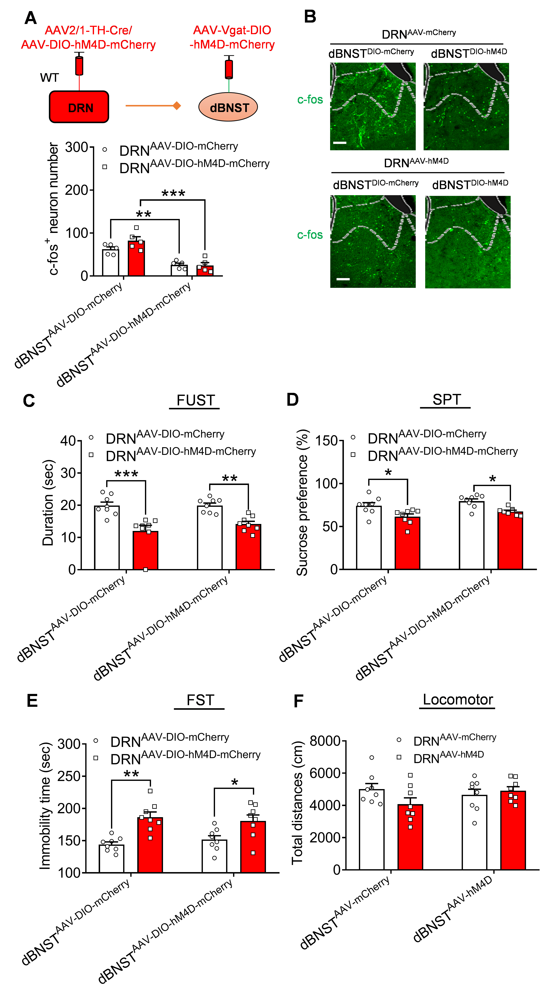 A
AAV2/1-TH-Cre/
AAV-DIO-hM4D-mCherry
AAV-Vgat-DIO
-hM4D-mCherry
WT
DRN
dBNST
c-fos+ neuron number
300
200
100
0
DRNAAV-DIO-mCherry
DRNAAV-DIO-hM4D-mCherry
**
***
dBNSTAAV-DIO-mCherry
dBNSTAAV-DIO-hM4D-mCherry
B
DRNAAV-mCherry
dBNSTDIO-mCherry
dBNSTDIO-hM4D
c-fos
DRNAAV-hM4D
dBNSTDIO-mCherry
dBNSTDIO-hM4D
c-fos
C
FUST
Duration (sec)
40
30
20
10
0
DRNAAV-DIO-mCherry
DRNAAV-DIO-hM4D-mCherry
***
**
dBNSTAAV-DIO-mCherry
dBNSTAAV-DIO-hM4D-mCherry
D
SPT
Sucrose preference (%)
150
100
50
0
DRNAAV-DIO-mCherry
DRNAAV-DIO-hM4D-mCherry
*
*
dBNSTAAV-DIO-mCherry
dBNSTAAV-DIO-hM4D-mCherry
E
FST
Immobility time (sec)
300
250
200
150
100
DRNAAV-DIO-mCherry
DRNAAV-DIO-hM4D-mCherry
**
*
dBNSTAAV-DIO-mCherry
dBNSTAAV-DIO-hM4D-mCherry
F
Locomotor
Total distances (cm)
8000
6000
4000
2000
0
DRNAAV-mCherry
DRNAAV-hM4D
dBNSTAAV-mCherry
dBNSTAAV-hM4D